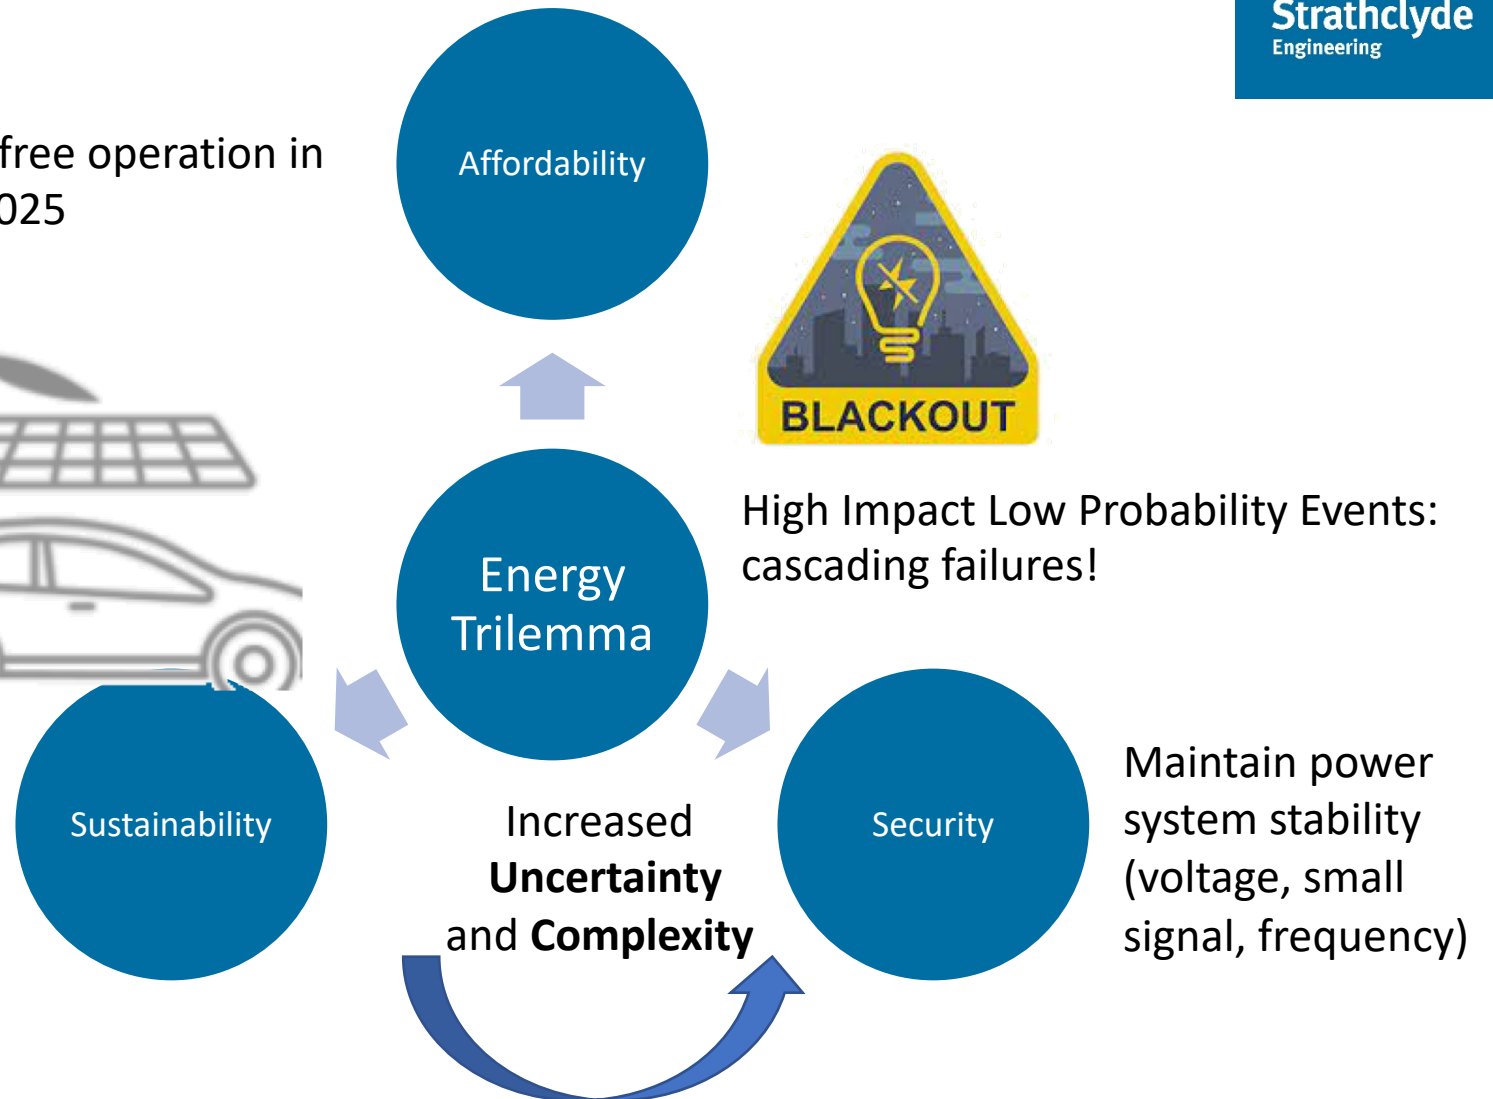 Strathclyde
Engineering
free operation in
025
Affordability
BLACKOUT
High Impact Low Probability Events:
cascading failures!
Energy
Trilemma
Sustainability
Increased
Uncertainty
and Complexity
Security
Maintain power
system stability
(voltage, small
signal, frequency)